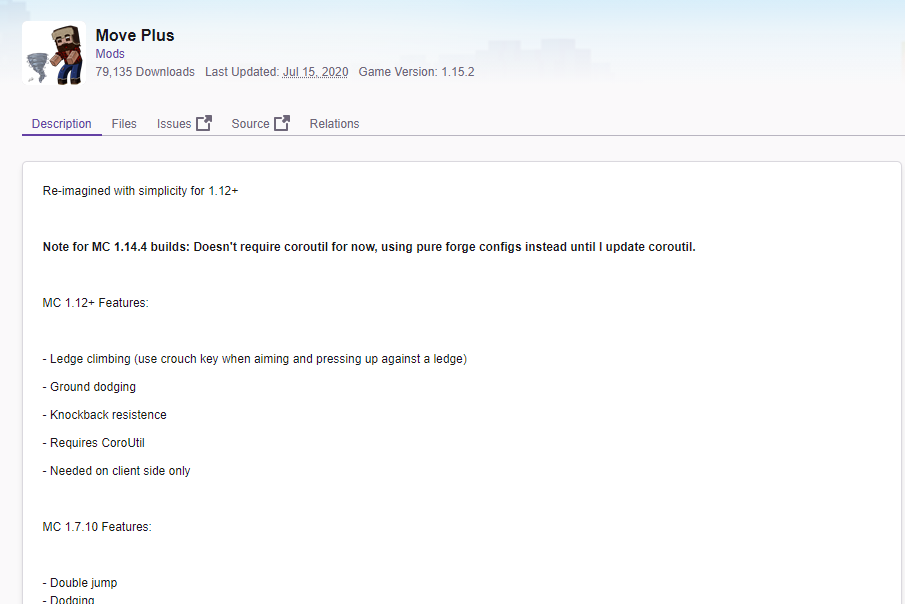 Move Plus
Mods
79,135 Downloads Last Updated: Jul 15, 2020 Game Version: 1.15.2
Description Files Issues Source Relations
Re-imagined with simplicity for 1.12+
Note for MC 1.14.4 builds: Doesn't require coroutil for now, using pure forge configs instead until I update coroutil.
MC 1.12+ Features:
- Ledge climbing (use crouch key when aiming and pressing up against a ledge)
- Ground dodging
- Knockback resistence
- Requires CoroUtil
- Needed on client side only
MC 1.7.10 Features:
- Double jump
- Dodging